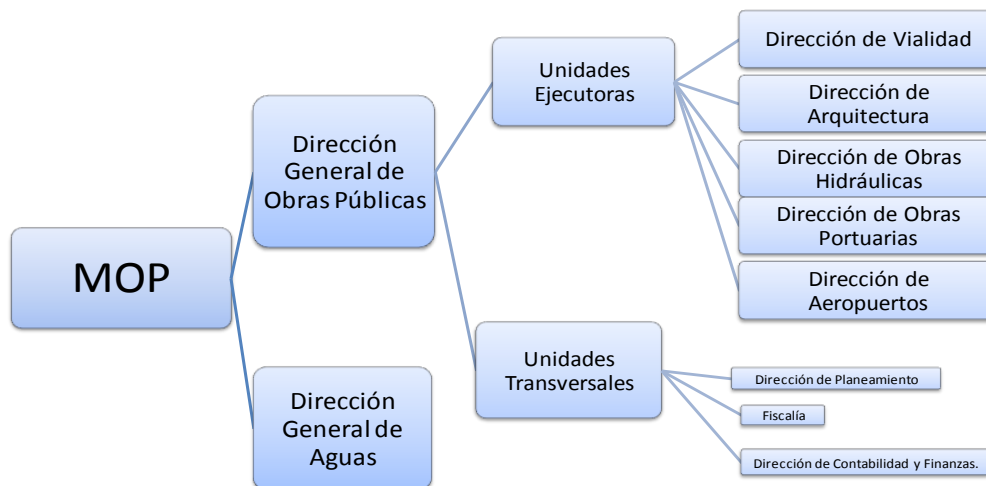 MOP
Dirección
General de
Obras Públicas
Dirección
General de
Aguas
Unidades
Ejecutoras
Unidades
Transversales
Dirección de Vialidad
Dirección de
Arquitectura
Dirección de Obras
Hidráulicas
Dirección de Obras
Portuarias
Dirección de
Aeropuertos
Dirección de Planeamiento
Fiscalía
Dirección de Contabilidad y Finanzas.